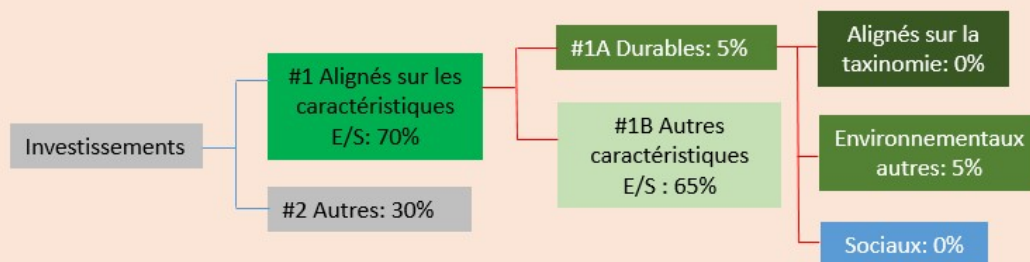 Investissements
#1 Alignés sur les
caractéristiques
E/S: 70%
#2 Autres: 30%
#1A Durables: 5%
#1B Autres
caractéristiques
E/S : 65%
Alignés sur la
taxinomie: 0%
Environnementaux
autres: 5%
Sociaux: 0%